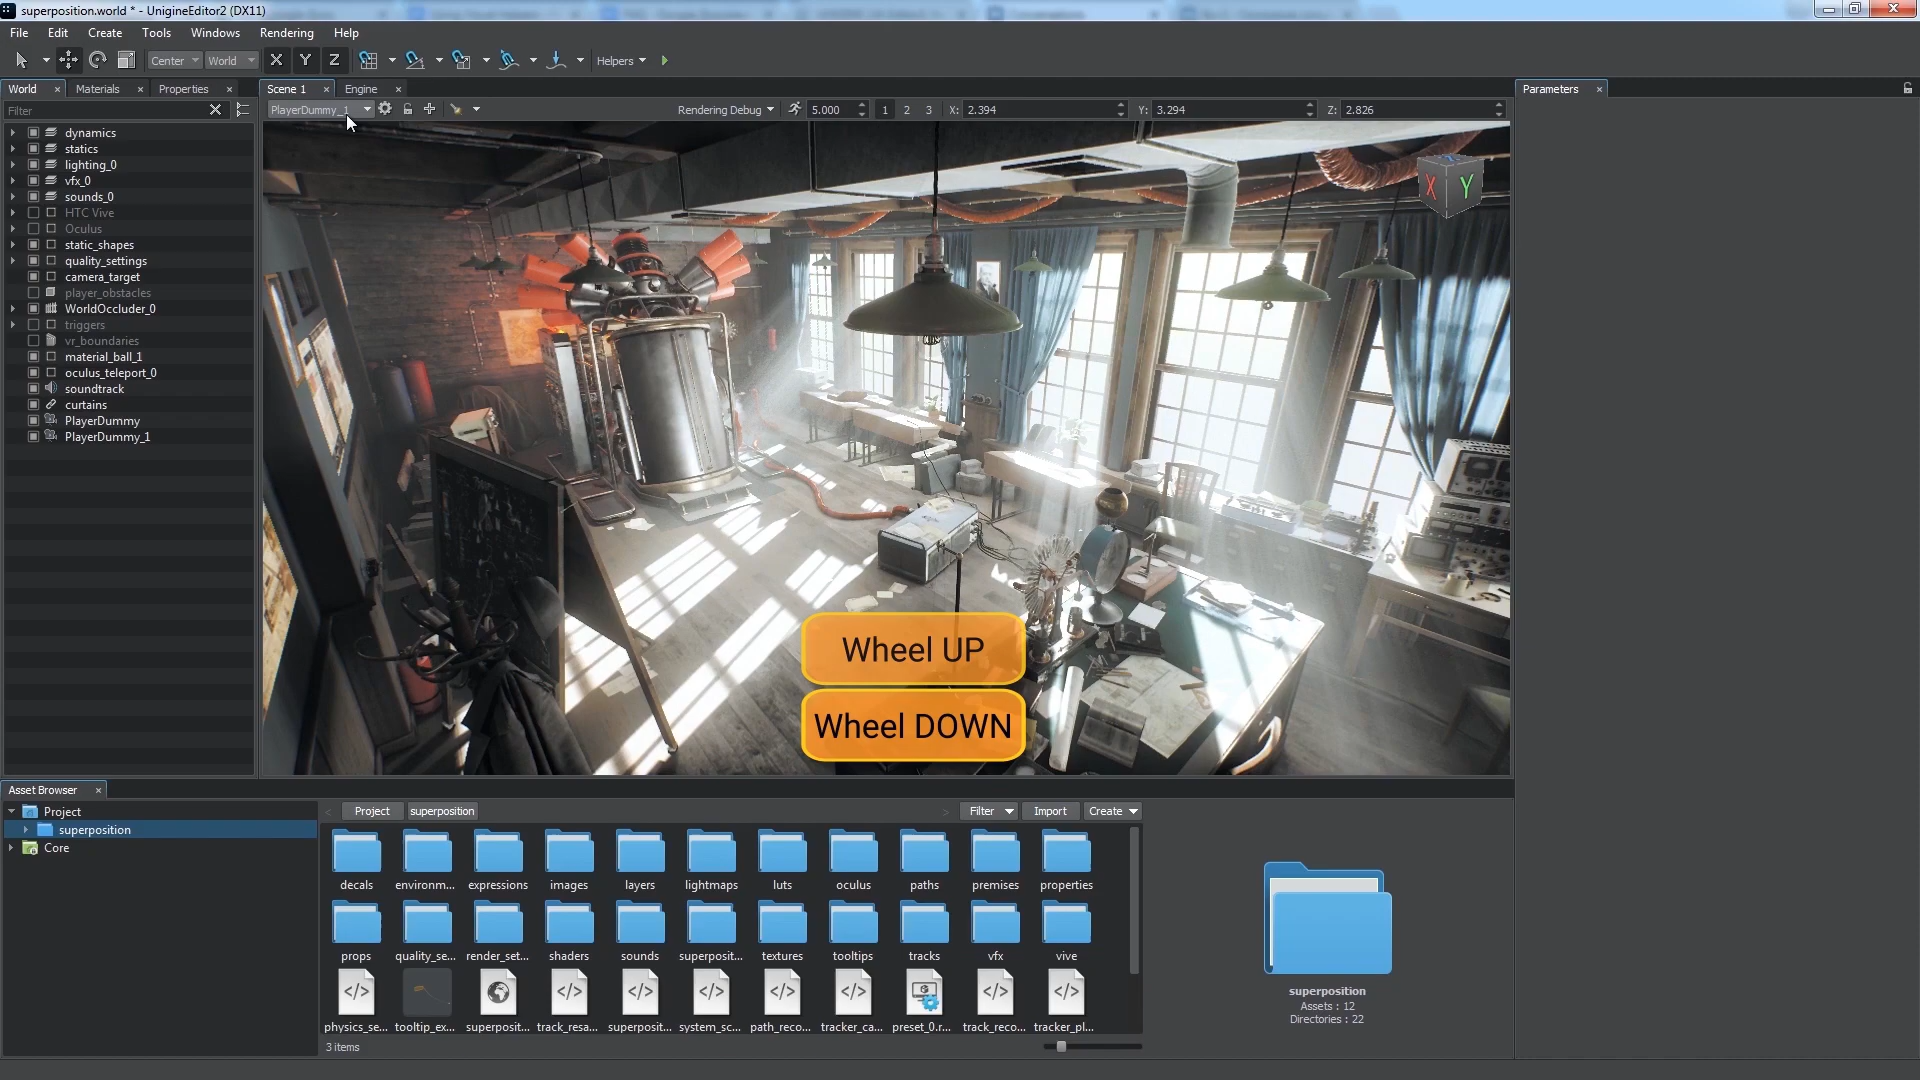 superposition.world * - UnigineEditor2 (DX11)
File Edit Create Tools Windows Rendering Help
Center World X Y Z Helpers
World Materials Properties Scene 1 Engine Parameters
Filter
PlayerDummy_1 Rendering Debug 5.000 1 2 3 X: 2.394 Y: 3.294 Z: 2.826
dynamics
statics
lighting_0
vfx_0
sounds_0
HTC Vive
Oculus
static_shapes
quality_settings
camera_target
player_obstacles
WorldOccluder_0
triggers
vr_boundaries
material_ball_1
oculus_teleport_0
soundtrack
curtains
PlayerDummy
PlayerDummy_1
X Y
Wheel UP
Wheel DOWN
Asset Browser
Project
superposition
Core
Project superposition Filter Import Create
decals environm... expressions images layers lightmaps luts oculus paths premises properties
props quality_se... render_set... shaders sounds superposit... textures tooltips tracks vfx vive
physics_se... tooltip_ex... superposit... track_resa... superposit... system_sc... path_reco... tracker_ca... preset_0.r... track_reco... tracker_pl...
3 items
superposition
Assets : 12
Directories : 22